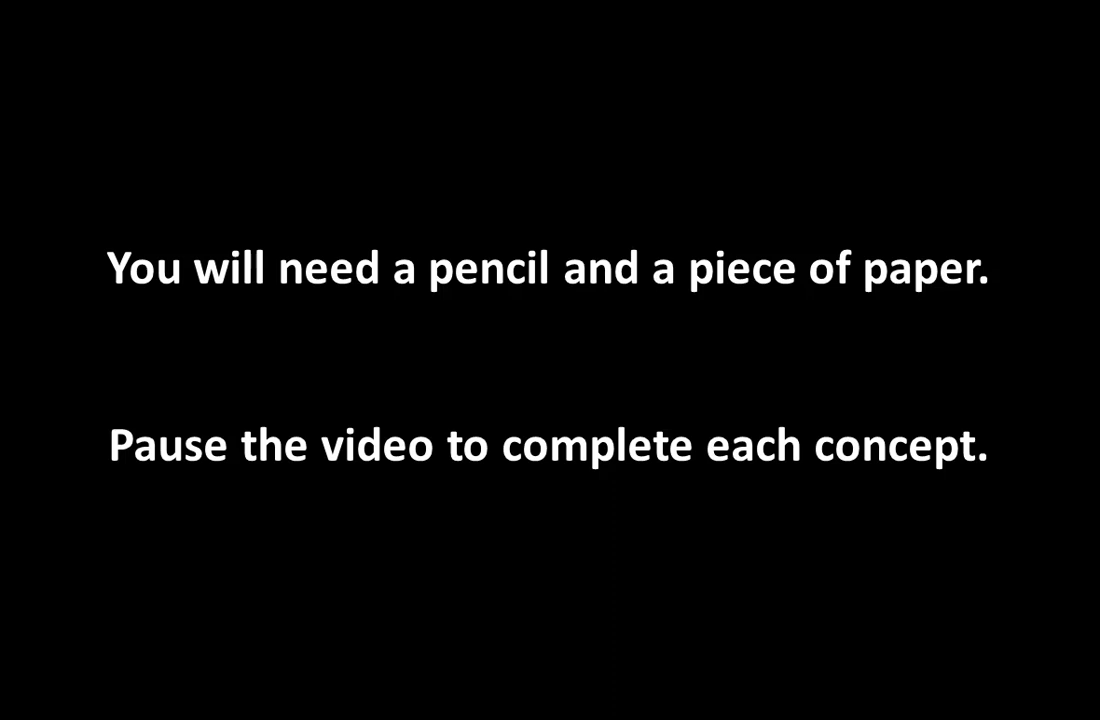 You will need a pencil and a piece of paper.
Pause the video to complete each concept.